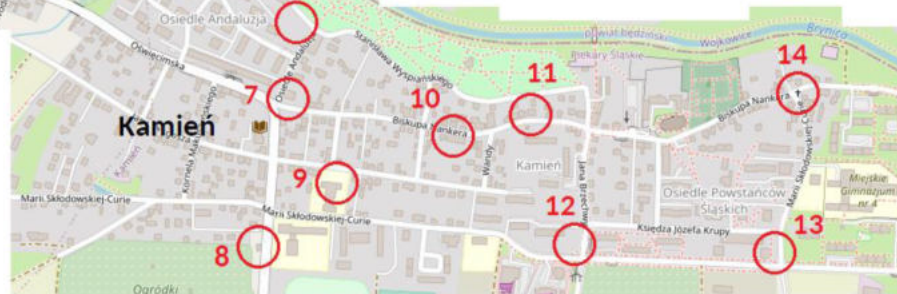 Osiedle Andaluzja
Powiat będziński
Wojkowice
Brynica
Piekary Śląskie
Oświęcimska
Osiedle Andaluzja
Stanisława Wyspiańskiego
14
11
7
10
Biskupa Nankera
Biskupa Nankera
Kamień
Kamień
Wandy
Kamień
Jana Brzechwy
Marii Skłodowskiej-Curie
Osiedle Powstańców
Śląskich
Miejskie
Gimnazjum
nr 4
9
Marii Skłodowskiej-Curie
Marii Skłodowskiej-Curie
12
Księdza Józefa Krupy
13
8
Ogródki